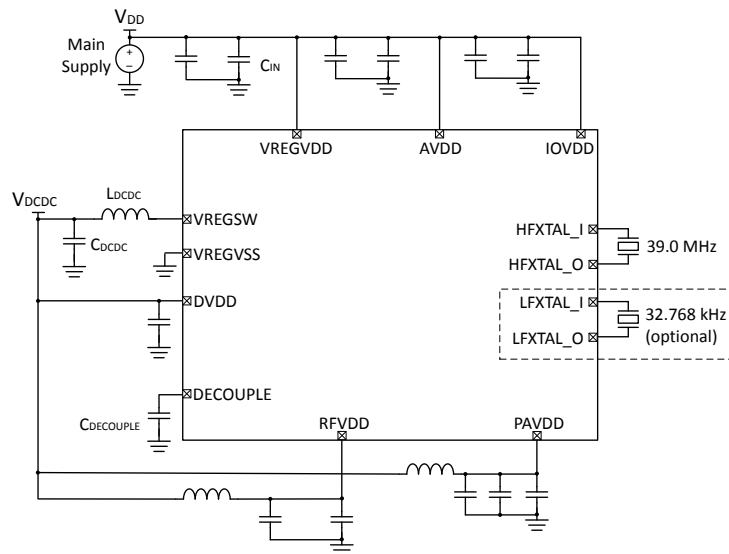 VDD
Main
Supply
+
−
CIN
VREGVDD
AVDD
IOVDD
VDCDC
LDCDC
VREGSW
CDCDC
VREGVSS
DVDD
DECOUPLE
CDECOUPLE
HFXTAL_I
HFXTAL_O
39.0 MHz
LFXTAL_I
LFXTAL_O
32.768 kHz
(optional)
RFVDD
PAVDD